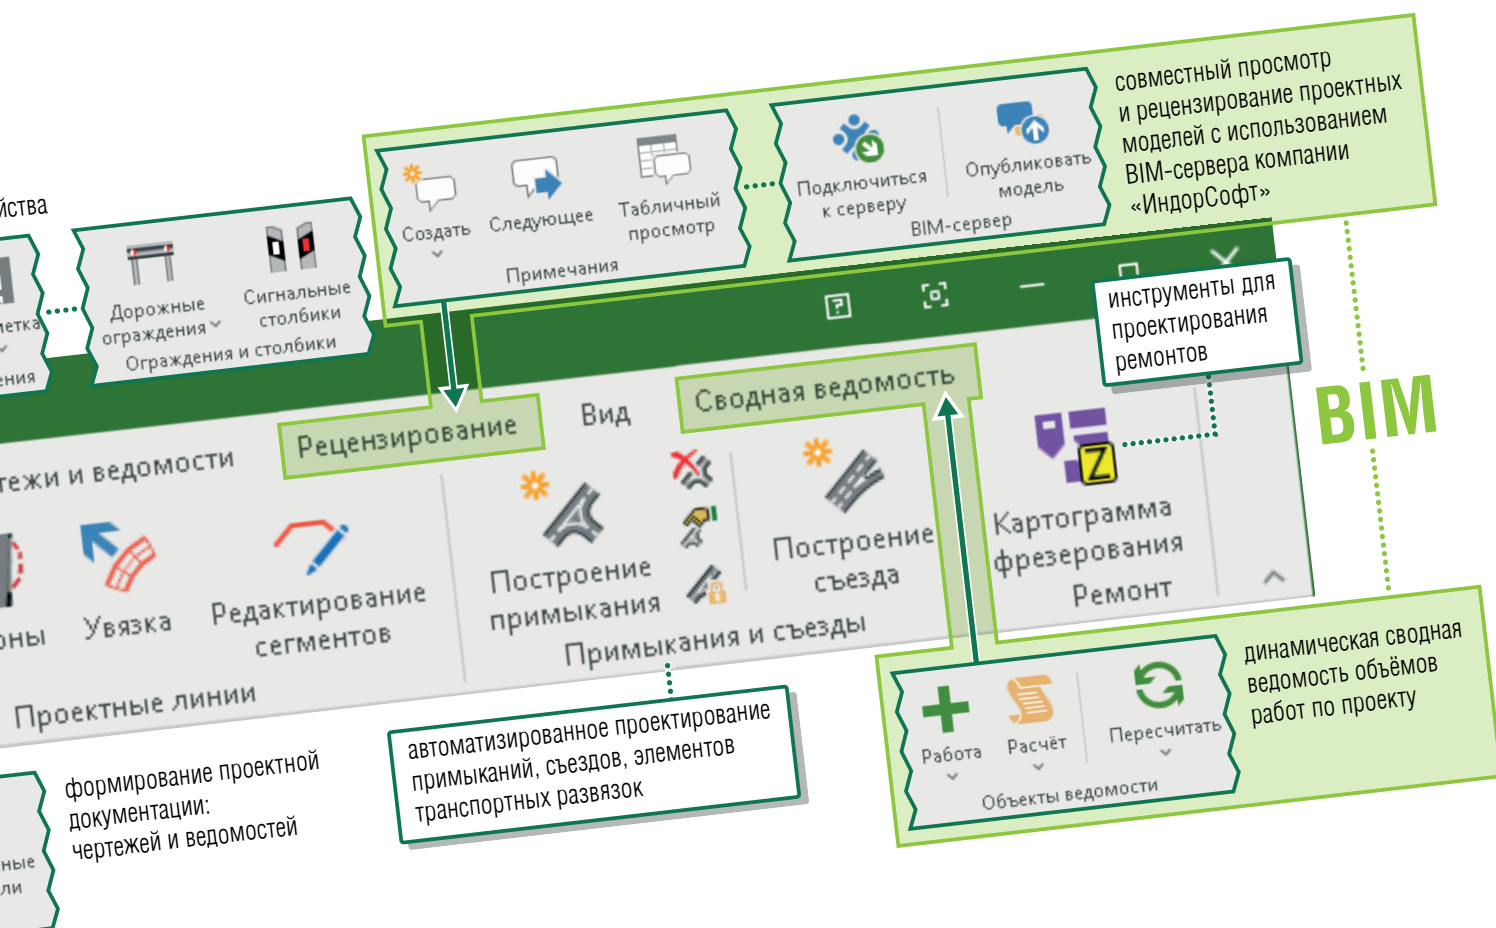 совместный просмотр
и рецензирование проектных
моделей с использованием
BIM-сервера компании
«ИндорСофт»
Создать
Следующее
Табличный
просмотр
Примечания
Подключиться
к серверу
Опубликовать
модель
BIM-сервер
Дорожные
ограждения
Сигнальные
столбики
Ограждения и столбики
инструменты для
проектирования
ремонтов
BIM
Рецензирование
Вид
Сводная ведомость
и ведомости
Увязка
Редактирование
сегментов
Проектные линии
Построение
примыкания
Построение
съезда
Примыкания и съезды
Картограмма
фрезерования
Z
Ремонт
формирование проектной
документации:
чертежей и ведомостей
автоматизированное проектирование
примыканий, съездов, элементов
транспортных развязок
Работа
Расчёт
Пересчитать
Объекты ведомости
динамическая сводная
ведомость объёмов
работ по проекту